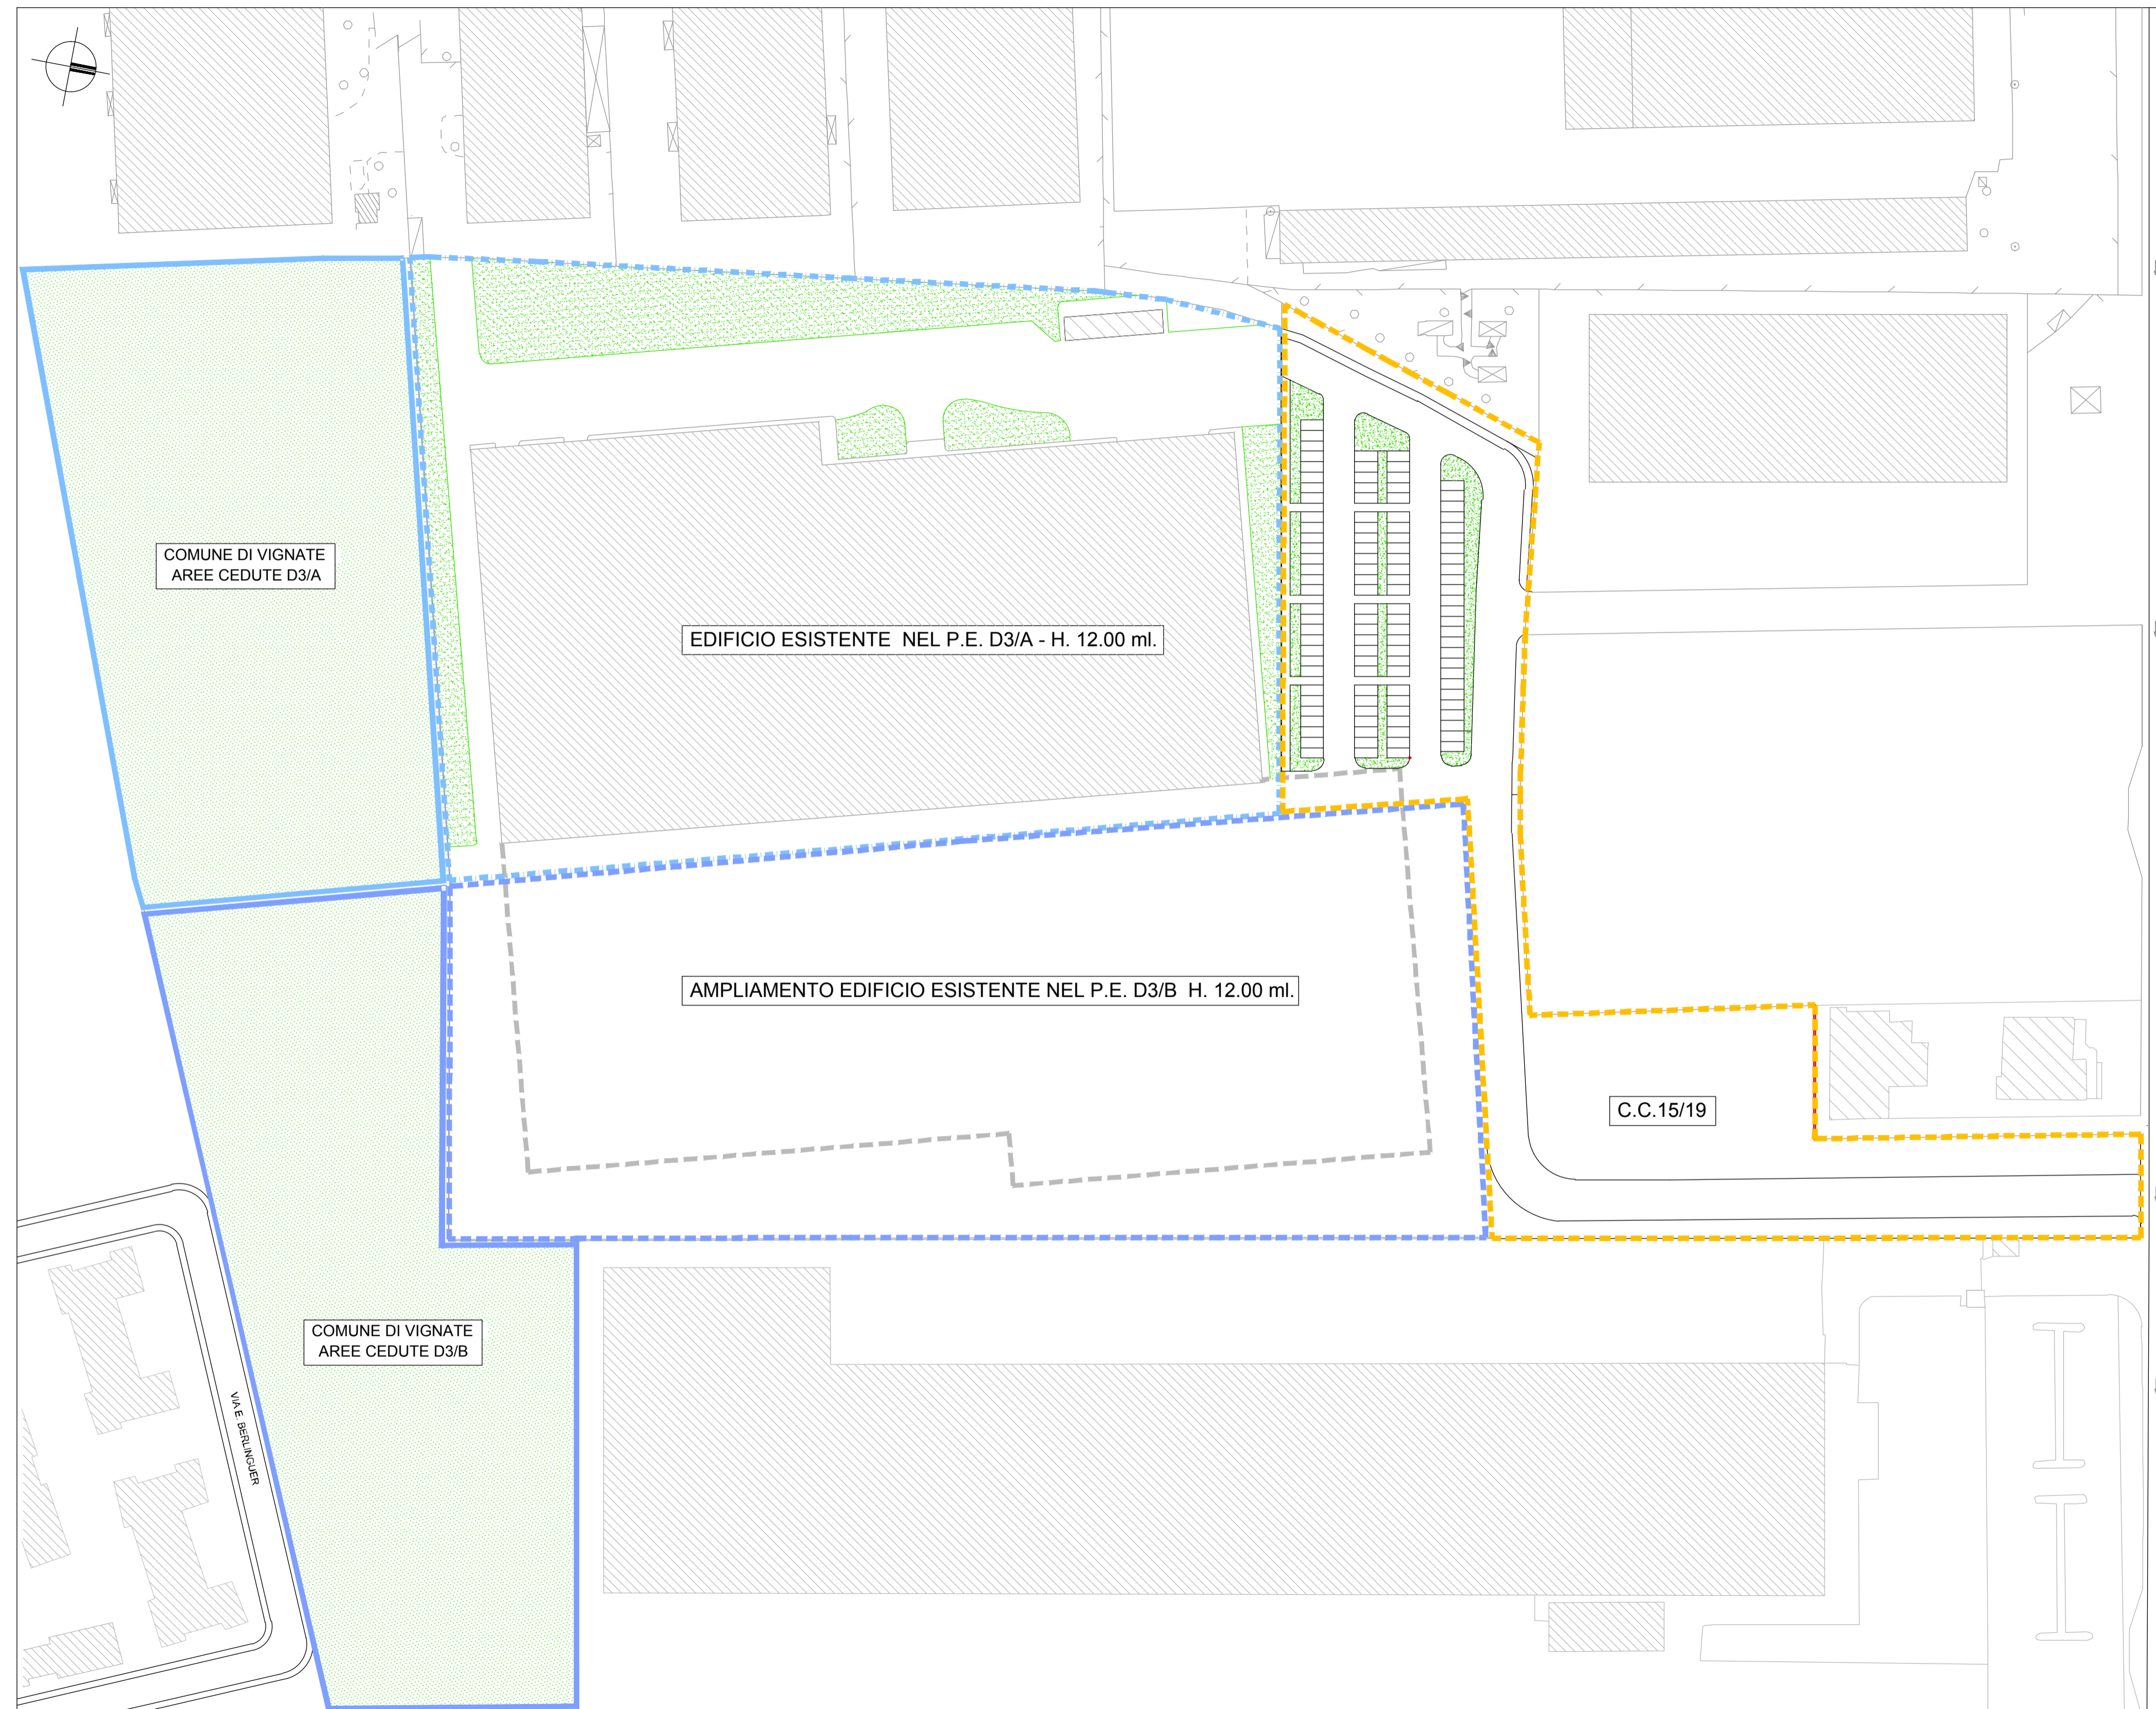 COMUNE DI VIGNATE
AREE CEDUTE D3/A
EDIFICIO ESISTENTE NEL P.E. D3/A - H. 12.00 ml.
AMPLIAMENTO EDIFICIO ESISTENTE NEL P.E. D3/B H. 12.00 ml.
C.C.15/19
COMUNE DI VIGNATE
AREE CEDUTE D3/B
VIA E. BERLINGUER